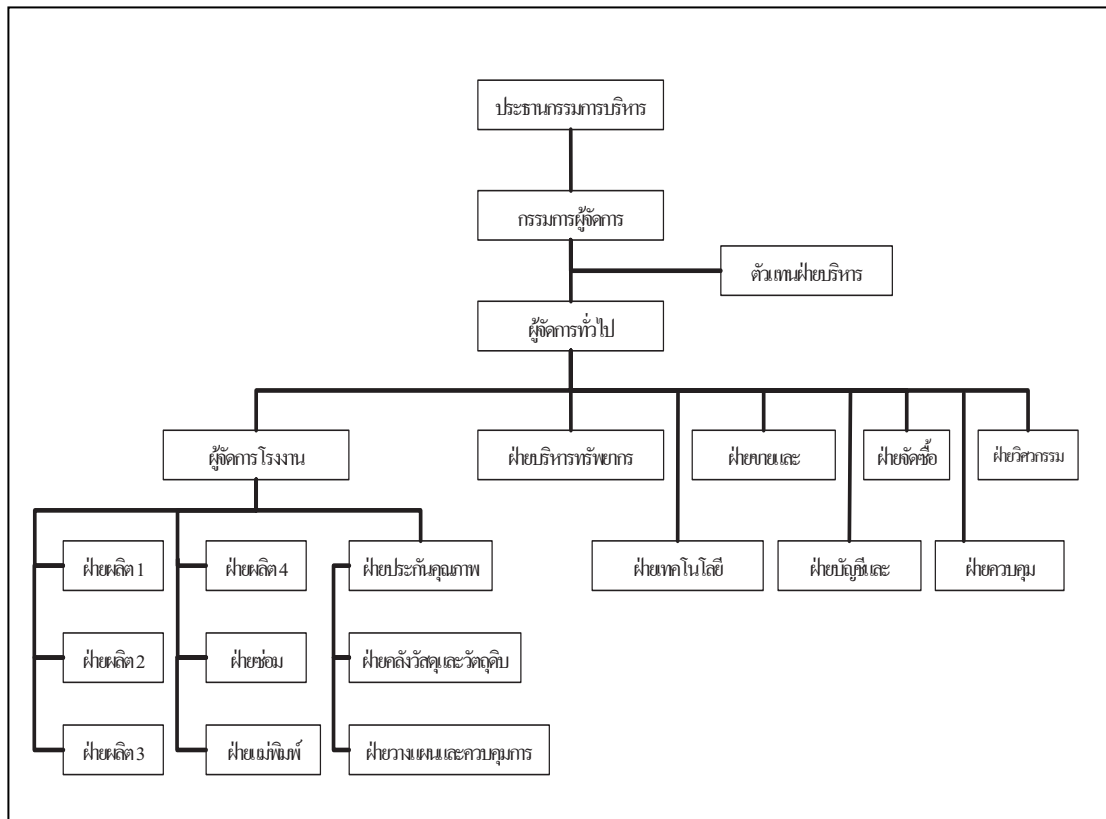 ประธานกรรมการบริหาร
กรรมการผู้จัดการ
ตัวแทนฝ่ายบริหาร
ผู้จัดการทั่วไป
ผู้จัดการโรงงาน
ฝ่ายบริหารทรัพยากร
ฝ่ายขายและ
ฝ่ายจัดซื้อ
ฝ่ายวิศวกรรม
ฝ่ายผลิต 1
ฝ่ายผลิต 4
ฝ่ายประกันคุณภาพ
ฝ่ายเทคโนโลยี
ฝ่ายบัญชีและ
ฝ่ายควบคุม
ฝ่ายผลิต 2
ฝ่ายซ่อม
ฝ่ายคลังวัสดุและวัตถุดิบ
ฝ่ายผลิต 3
ฝ่ายแม่พิมพ์
ฝ่ายวางแผนและควบคุมการ